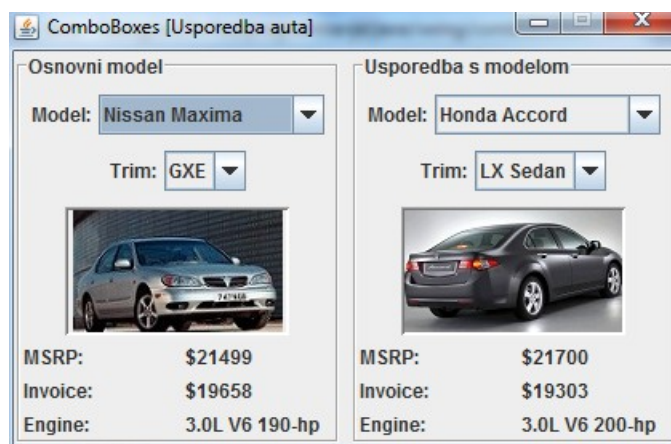 ComboBoxes [Usporedba auta]
Osnovni model
Model: Nissan Maxima
Trim: GXE
MSRP: $21499
Invoice: $19658
Engine: 3.0L V6 190-hp
Usporedba s modelom
Model: Honda Accord
Trim: LX Sedan
MSRP: $21700
Invoice: $19303
Engine: 3.0L V6 200-hp